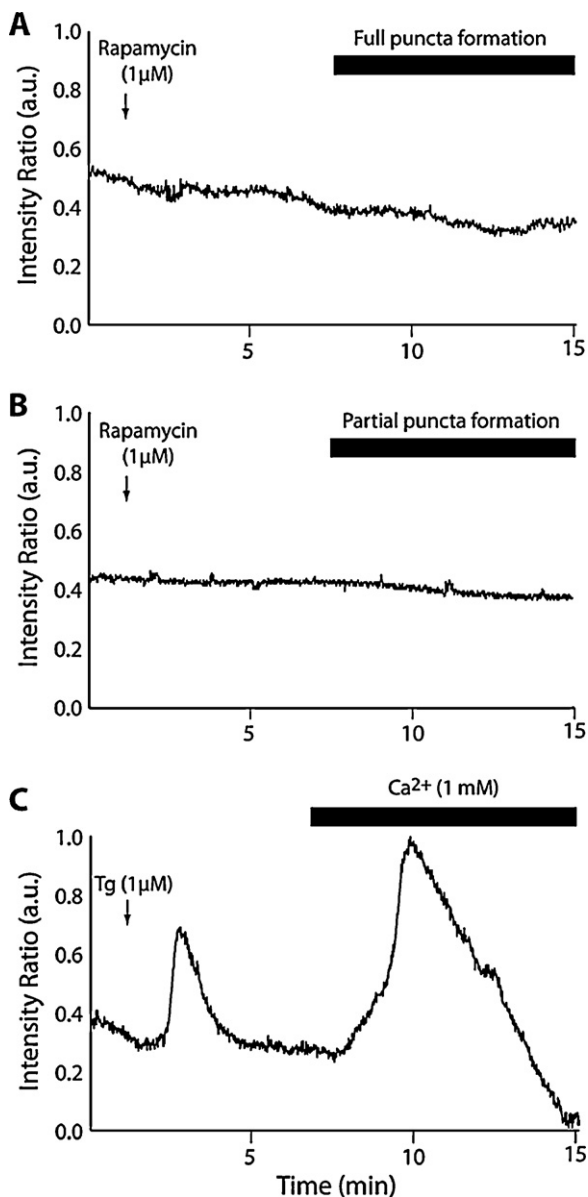 A
Intensity Ratio (a.u.)
1.0
0.8
0.6
0.4
0.2
0.0
Rapamycin
(1μM)
Full puncta formation
5
10
15
B
Intensity Ratio (a.u.)
1.0
0.8
0.6
0.4
0.2
0.0
Rapamycin
(1μM)
Partial puncta formation
5
10
15
C
Intensity Ratio (a.u.)
1.0
0.8
0.6
0.4
0.2
0.0
Tg (1μM)
Ca2+ (1 mM)
5
10
15
Time (min)